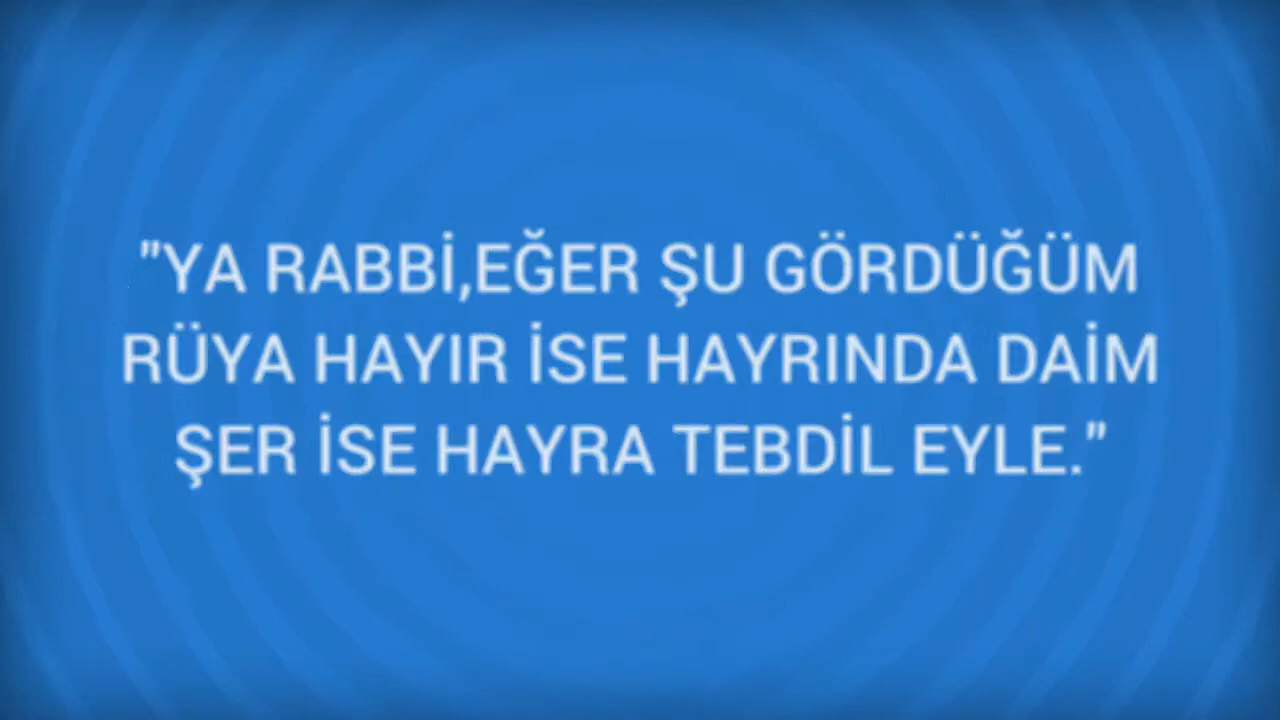 "YA RABBİ,EĞER ŞU GÖRDÜĞÜM
RÜYA HAYIR İSE HAYRINDA DAİM
ŞER İSE HAYRA TEBDİL EYLE."